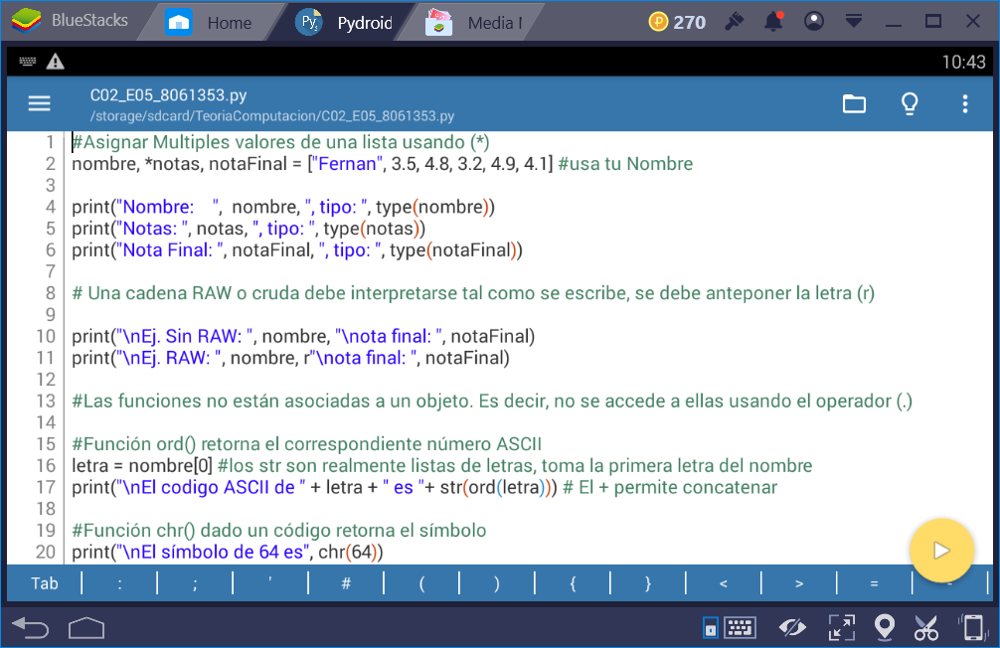 BlueStacks Home Pydroid Media 270
10:43
C02_E05_8061353.py
/storage/sdcard/TeoriaComputacion/C02_E05_8061353.py
1 #Asignar Multiples valores de una lista usando (*)
2 nombre, *notas, notaFinal = ["Fernan", 3.5, 4.8, 3.2, 4.9, 4.1] #usa tu Nombre
3
4 print("Nombre:    ",  nombre, ", tipo: ", type(nombre))
5 print("Notas: ", notas, ", tipo: ", type(notas))
6 print("Nota Final: ", notaFinal, ", tipo: ", type(notaFinal))
7
8 # Una cadena RAW o cruda debe interpretarse tal como se escribe, se debe anteponer la letra (r)
9
10 print("\nEj. Sin RAW: ", nombre, "\nota final: ", notaFinal)
11 print("\nEj. RAW: ", nombre, r"\nota final: ", notaFinal)
12
13 #Las funciones no están asociadas a un objeto. Es decir, no se accede a ellas usando el operador (.)
14
15 #Función ord() retorna el correspondiente número ASCII
16 letra = nombre[0] #los str son realmente listas de letras, toma la primera letra del nombre
17 print("\nEl codigo ASCII de " + letra + " es "+ str(ord(letra))) # El + permite concatenar
18
19 #Función chr() dado un código retorna el símbolo
20 print("\nEl símbolo de 64 es", chr(64))
Tab : ; ' # ( ) { } < > =